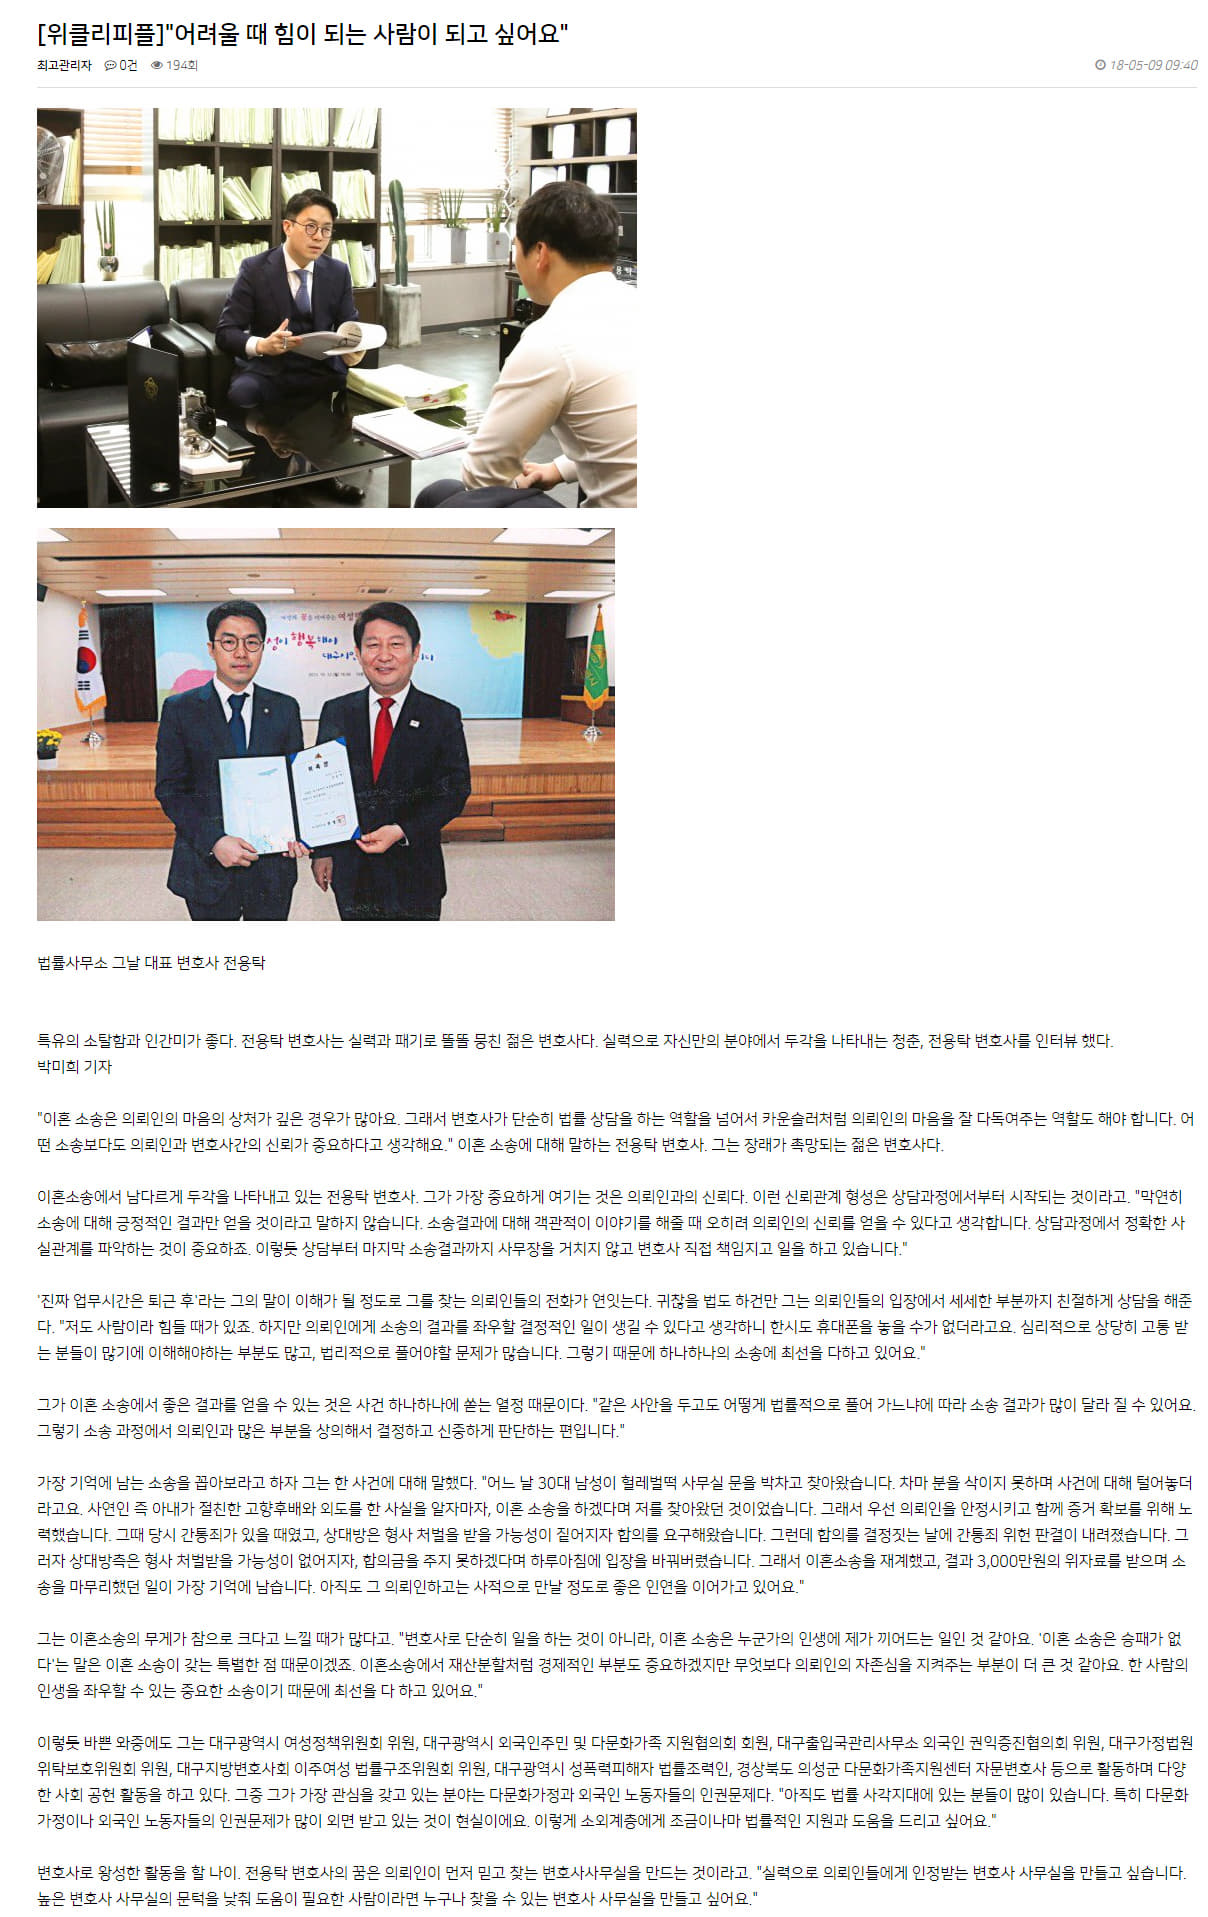 [위클리피플]"어려울 때 힘이 되는 사람이 되고 싶어요"
최고관리자 0건 194회 18-05-09 09:40
용탁
여성이 행복해야
위촉장
법률사무소 그날 대표 변호사 전용탁
특유의 소탈함과 인간미가 좋다. 전용탁 변호사는 실력과 패기로 똘똘 뭉친 젊은 변호사다. 실력으로 자신만의 분야에서 두각을 나타내는 청춘, 전용탁 변호사를 인터뷰 했다.
박미희 기자
"이혼 소송은 의뢰인의 마음의 상처가 깊은 경우가 많아요. 그래서 변호사가 단순히 법률 상담을 하는 역할을 넘어서 카운슬러처럼 의뢰인의 마음을 잘 다독여주는 역할도 해야 합니다. 어
떤 소송보다도 의뢰인과 변호사간의 신뢰가 중요하다고 생각해요." 이혼 소송에 대해 말하는 전용탁 변호사. 그는 장래가 촉망되는 젊은 변호사다.
이혼소송에서 남다르게 두각을 나타내고 있는 전용탁 변호사. 그가 가장 중요하게 여기는 것은 의뢰인과의 신뢰다. 이런 신뢰관계 형성은 상담과정에서부터 시작되는 것이라고. "막연히
소송에 대해 긍정적인 결과만 얻을 것이라고 말하지 않습니다. 소송결과에 대해 객관적이 이야기를 해줄 때 오히려 의뢰인의 신뢰를 얻을 수 있다고 생각합니다. 상담과정에서 정확한 사
실관계를 파악하는 것이 중요하죠. 이렇듯 상담부터 마지막 소송결과까지 사무장을 거치지 않고 변호사 직접 책임지고 일을 하고 있습니다."
'진짜 업무시간은 퇴근 후'라는 그의 말이 이해가 될 정도로 그를 찾는 의뢰인들의 전화가 연잇는다. 귀찮을 법도 하건만 그는 의뢰인들의 입장에서 세세한 부분까지 친절하게 상담을 해준
다. "저도 사람이라 힘들 때가 있죠. 하지만 의뢰인에게 소송의 결과를 좌우할 결정적인 일이 생길 수 있다고 생각하니 한시도 휴대폰을 놓을 수가 없더라고요. 심리적으로 상당히 고통 받
는 분들이 많기에 이해해야하는 부분도 많고, 법리적으로 풀어야할 문제가 많습니다. 그렇기 때문에 하나하나의 소송에 최선을 다하고 있어요."
그가 이혼 소송에서 좋은 결과를 얻을 수 있는 것은 사건 하나하나에 쏟는 열정 때문이다. "같은 사안을 두고도 어떻게 법률적으로 풀어 가느냐에 따라 소송 결과가 많이 달라 질 수 있어요.
그렇기 소송 과정에서 의뢰인과 많은 부분을 상의해서 결정하고 신중하게 판단하는 편입니다."
가장 기억에 남는 소송을 꼽아보라고 하자 그는 한 사건에 대해 말했다. "어느 날 30대 남성이 헐레벌떡 사무실 문을 박차고 찾아왔습니다. 차마 분을 삭이지 못하며 사건에 대해 털어놓더
라고요. 사연인 즉 아내가 절친한 고향후배와 외도를 한 사실을 알자마자, 이혼 소송을 하겠다며 저를 찾아왔던 것이었습니다. 그래서 우선 의뢰인을 안정시키고 함께 증거 확보를 위해 노
력했습니다. 그때 당시 간통죄가 있을 때였고, 상대방은 형사 처벌을 받을 가능성이 짙어지자 합의를 요구해왔습니다. 그런데 합의를 결정짓는 날에 간통죄 위헌 판결이 내려졌습니다. 그
러자 상대방측은 형사 처벌받을 가능성이 없어지자, 합의금을 주지 못하겠다며 하루아침에 입장을 바꿔버렸습니다. 그래서 이혼소송을 재계했고, 결과 3,000만원의 위자료를 받으며 소
송을 마무리했던 일이 가장 기억에 남습니다. 아직도 그 의뢰인하고는 사적으로 만날 정도로 좋은 인연을 이어가고 있어요."
그는 이혼소송의 무게가 참으로 크다고 느낄 때가 많다고. "변호사로 단순히 일을 하는 것이 아니라, 이혼 소송은 누군가의 인생에 제가 끼어드는 일인 것 같아요. '이혼 소송은 승패가 없
다'는 말은 이혼 소송이 갖는 특별한 점 때문이겠죠. 이혼소송에서 재산분할처럼 경제적인 부분도 중요하겠지만 무엇보다 의뢰인의 자존심을 지켜주는 부분이 더 큰 것 같아요. 한 사람의
인생을 좌우할 수 있는 중요한 소송이기 때문에 최선을 다 하고 있어요."
이렇듯 바쁜 와중에도 그는 대구광역시 여성정책위원회 위원, 대구광역시 외국인주민 및 다문화가족 지원협의회 회원, 대구출입국관리사무소 외국인 권익증진협의회 위원, 대구가정법원
위탁보호위원회 위원, 대구지방변호사회 이주여성 법률구조위원회 위원, 대구광역시 성폭력피해자 법률조력인, 경상북도 의성군 다문화가족지원센터 자문변호사 등으로 활동하며 다양
한 사회 공헌 활동을 하고 있다. 그중 그가 가장 관심을 갖고 있는 분야는 다문화가정과 외국인 노동자들의 인권문제다. "아직도 법률 사각지대에 있는 분들이 많이 있습니다. 특히 다문화
가정이나 외국인 노동자들의 인권문제가 많이 외면 받고 있는 것이 현실이에요. 이렇게 소외계층에게 조금이나마 법률적인 지원과 도움을 드리고 싶어요."
변호사로 왕성한 활동을 할 나이. 전용탁 변호사의 꿈은 의뢰인이 먼저 믿고 찾는 변호사사무실을 만드는 것이라고. "실력으로 의뢰인들에게 인정받는 변호사 사무실을 만들고 싶습니다.
높은 변호사 사무실의 문턱을 낮춰 도움이 필요한 사람이라면 누구나 찾을 수 있는 변호사 사무실을 만들고 싶어요."